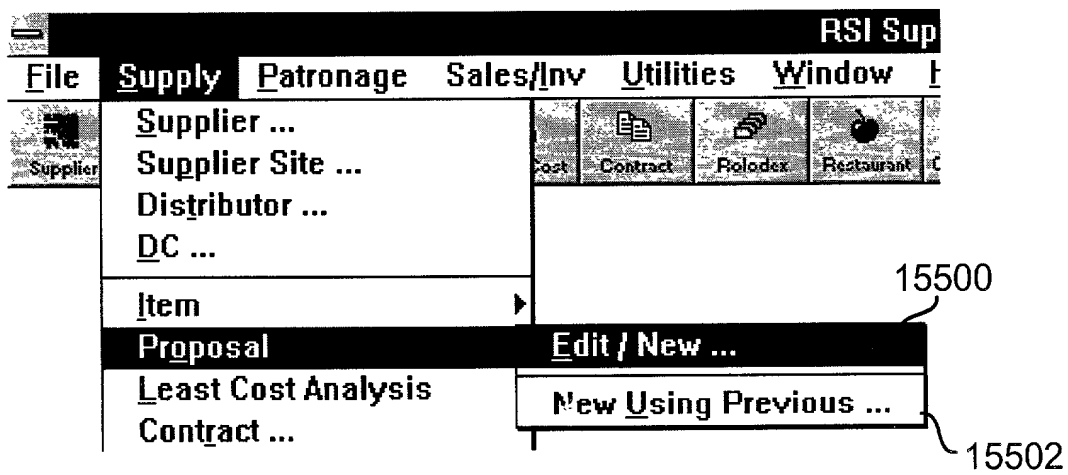 RSI Sup
File Supply Patronage Sales/Inv Utilities Window
Supplier Cost Contract Rolodex Restaurant
Supplier ...
Supplier Site ...
Distributor ...
DC ...
Item
Proposal
Least Cost Analysis
Contract ...
15500
Edit / New ...
New Using Previous ...
15502